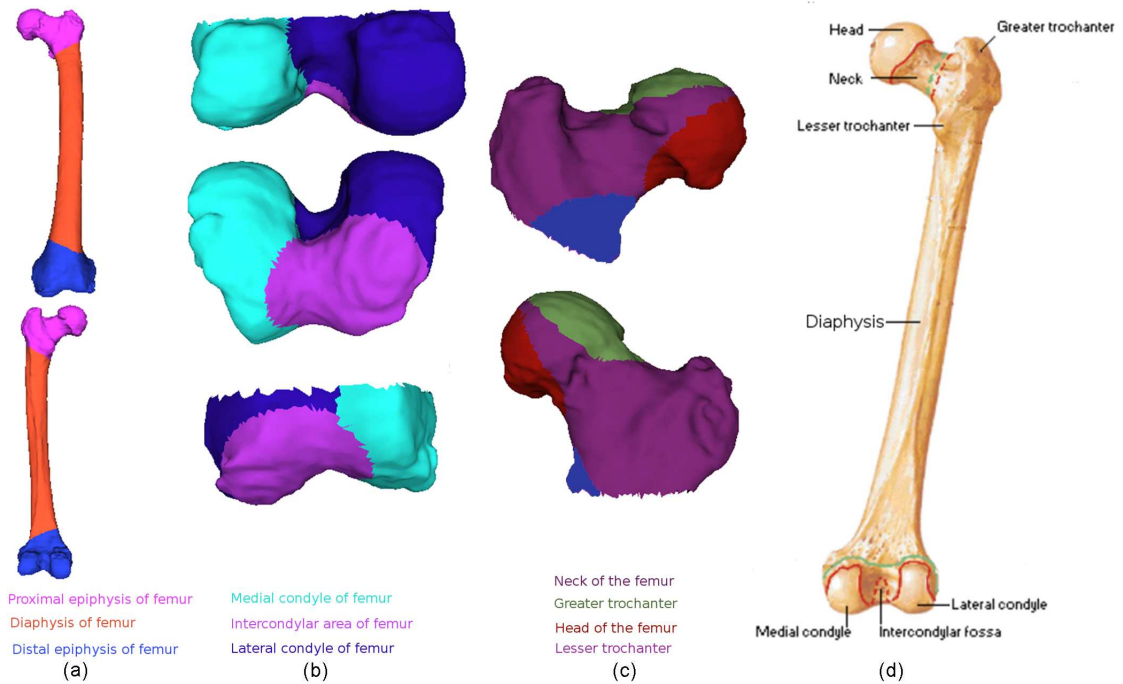 Head
Greater trochanter
Neck
Lesser trochanter
Diaphysis
Lateral condyle
Medial condyle
Intercondylar fossa
Proximal epiphysis of femur
Diaphysis of femur
Distal epiphysis of femur
(a)
Medial condyle of femur
Intercondylar area of femur
Lateral condyle of femur
(b)
Neck of the femur
Greater trochanter
Head of the femur
Lesser trochanter
(c)
(d)